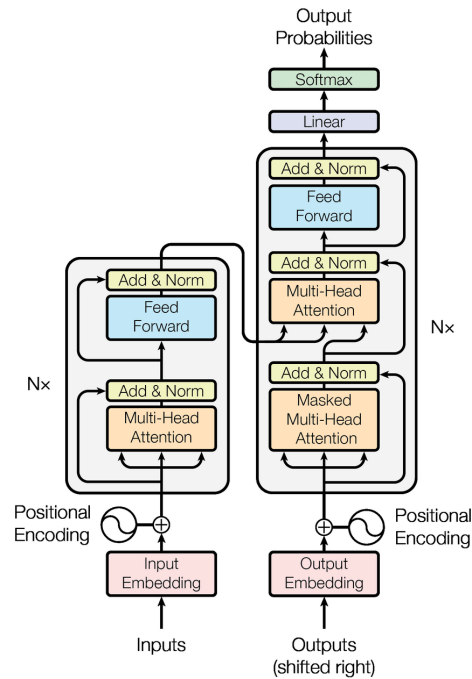 Output
Probabilities
Softmax
Linear
Add & Norm
Feed
Forward
Add & Norm
Multi-Head
Attention
Nx
Add & Norm
Masked
Multi-Head
Attention
Add & Norm
Feed
Forward
Nx
Add & Norm
Multi-Head
Attention
Positional
Encoding
Positional
Encoding
Input
Embedding
Output
Embedding
Inputs
Outputs
(shifted right)